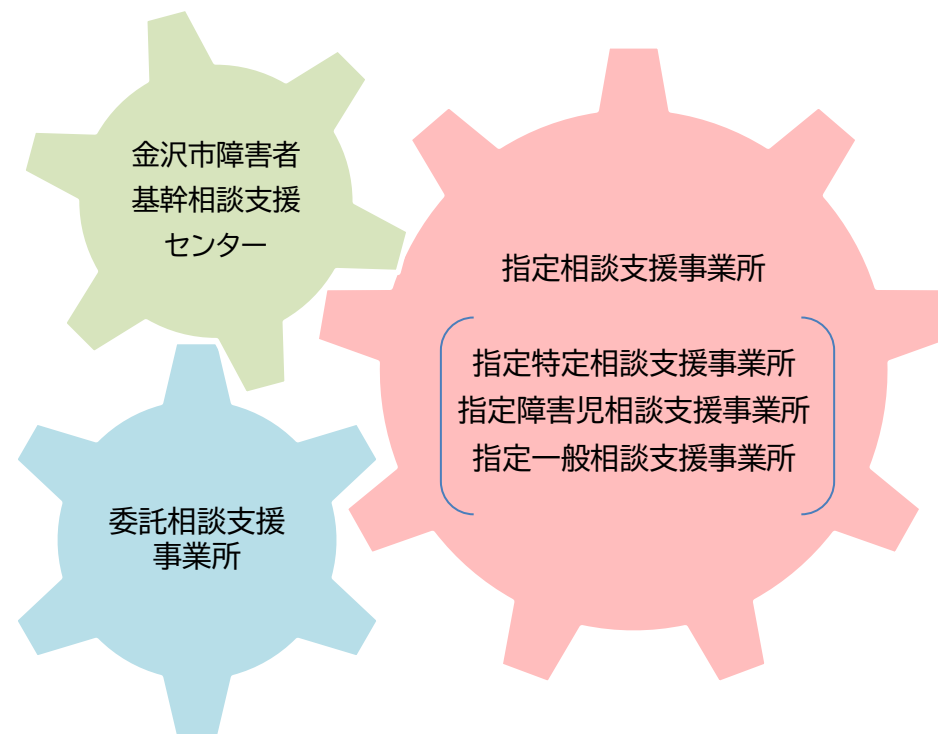 金沢市障害者
基幹相談支援
センター
指定相談支援事業所
指定特定相談支援事業所
指定障害児相談支援事業所
指定一般相談支援事業所
委託相談支援
事業所